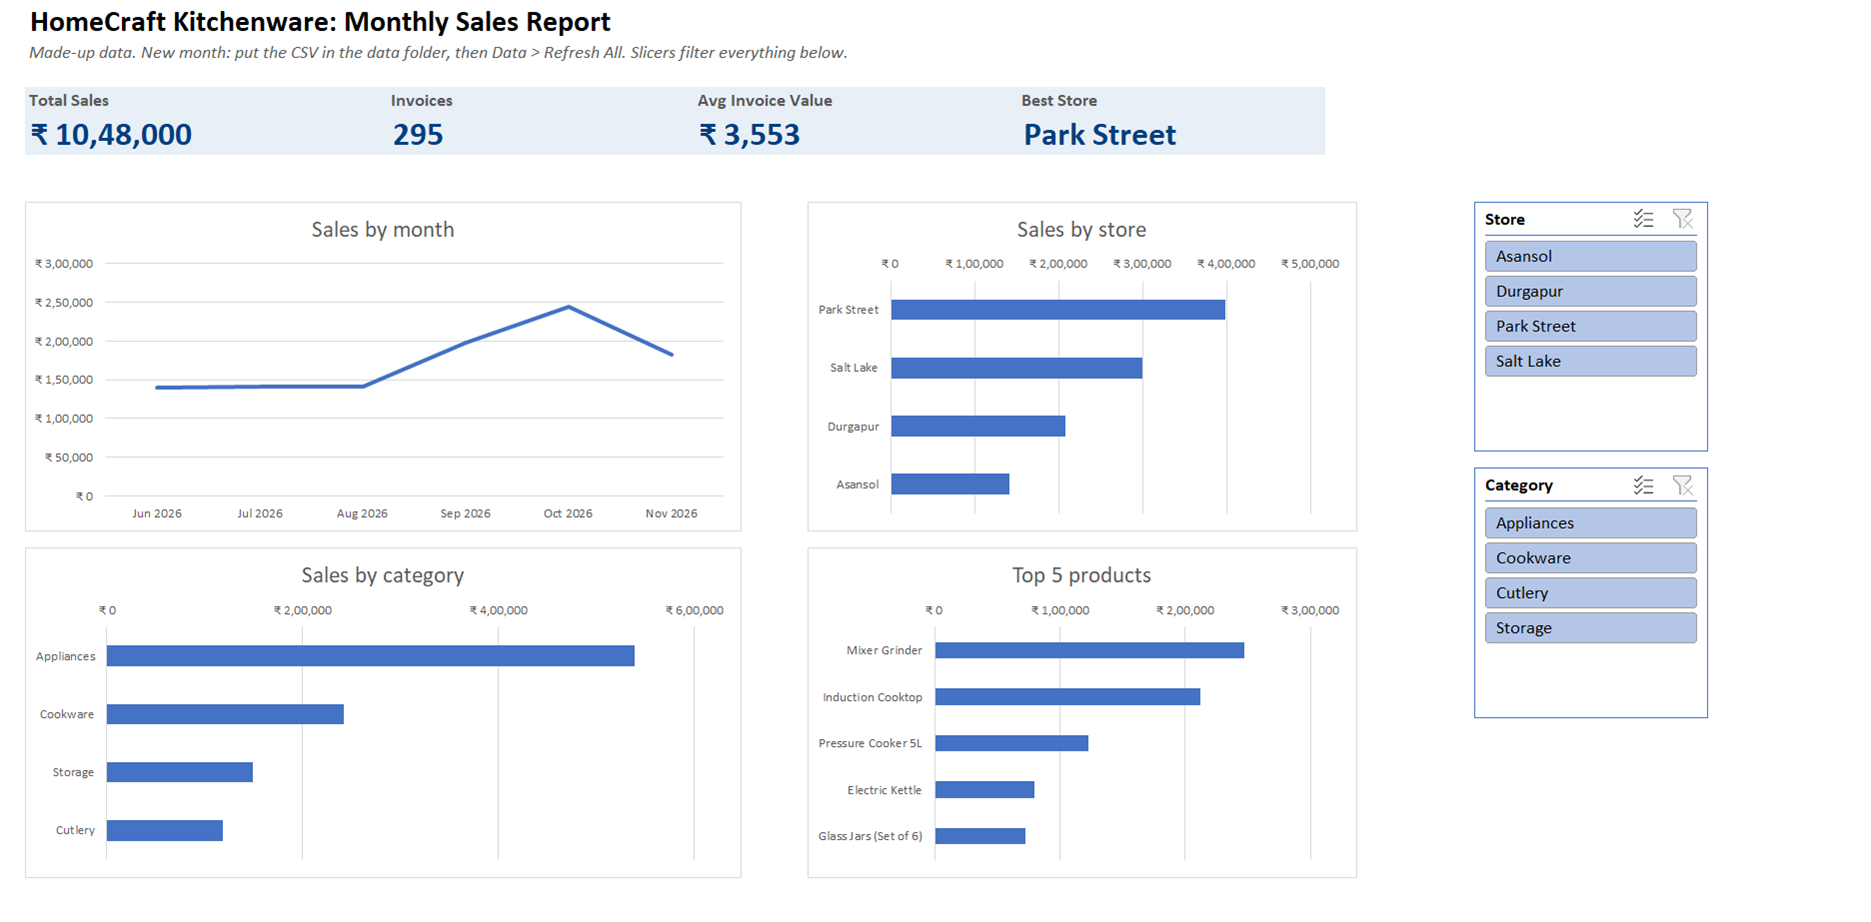 HomeCraft Kitchenware: Monthly Sales Report
Made-up data. New month: put the CSV in the data folder, then Data > Refresh All. Slicers filter everything below.
Total Sales
₹ 10,48,000
Invoices
295
Avg Invoice Value
₹ 3,553
Best Store
Park Street
Sales by month
₹ 3,00,000
₹ 2,50,000
₹ 2,00,000
₹ 1,50,000
₹ 1,00,000
₹ 50,000
₹ 0
Jun 2026 Jul 2026 Aug 2026 Sep 2026 Oct 2026 Nov 2026
Sales by store
₹ 0 ₹ 1,00,000 ₹ 2,00,000 ₹ 3,00,000 ₹ 4,00,000 ₹ 5,00,000
Park Street
Salt Lake
Durgapur
Asansol
Store
Asansol
Durgapur
Park Street
Salt Lake
Sales by category
₹ 0 ₹ 2,00,000 ₹ 4,00,000 ₹ 6,00,000
Appliances
Cookware
Storage
Cutlery
Top 5 products
₹ 0 ₹ 1,00,000 ₹ 2,00,000 ₹ 3,00,000
Mixer Grinder
Induction Cooktop
Pressure Cooker 5L
Electric Kettle
Glass Jars (Set of 6)
Category
Appliances
Cookware
Cutlery
Storage